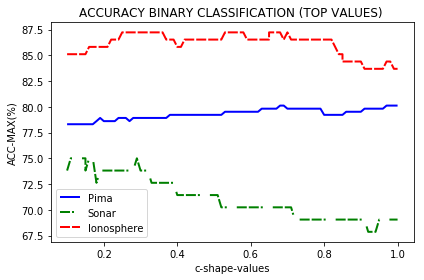 ACCURACY BINARY CLASSIFICATION (TOP VALUES)
ACC-MAX(%)
87.5
85.0
82.5
80.0
77.5
75.0
72.5
70.0
67.5
Pima
Sonar
Ionosphere
0.2 0.4 0.6 0.8 1.0
c-shape-values